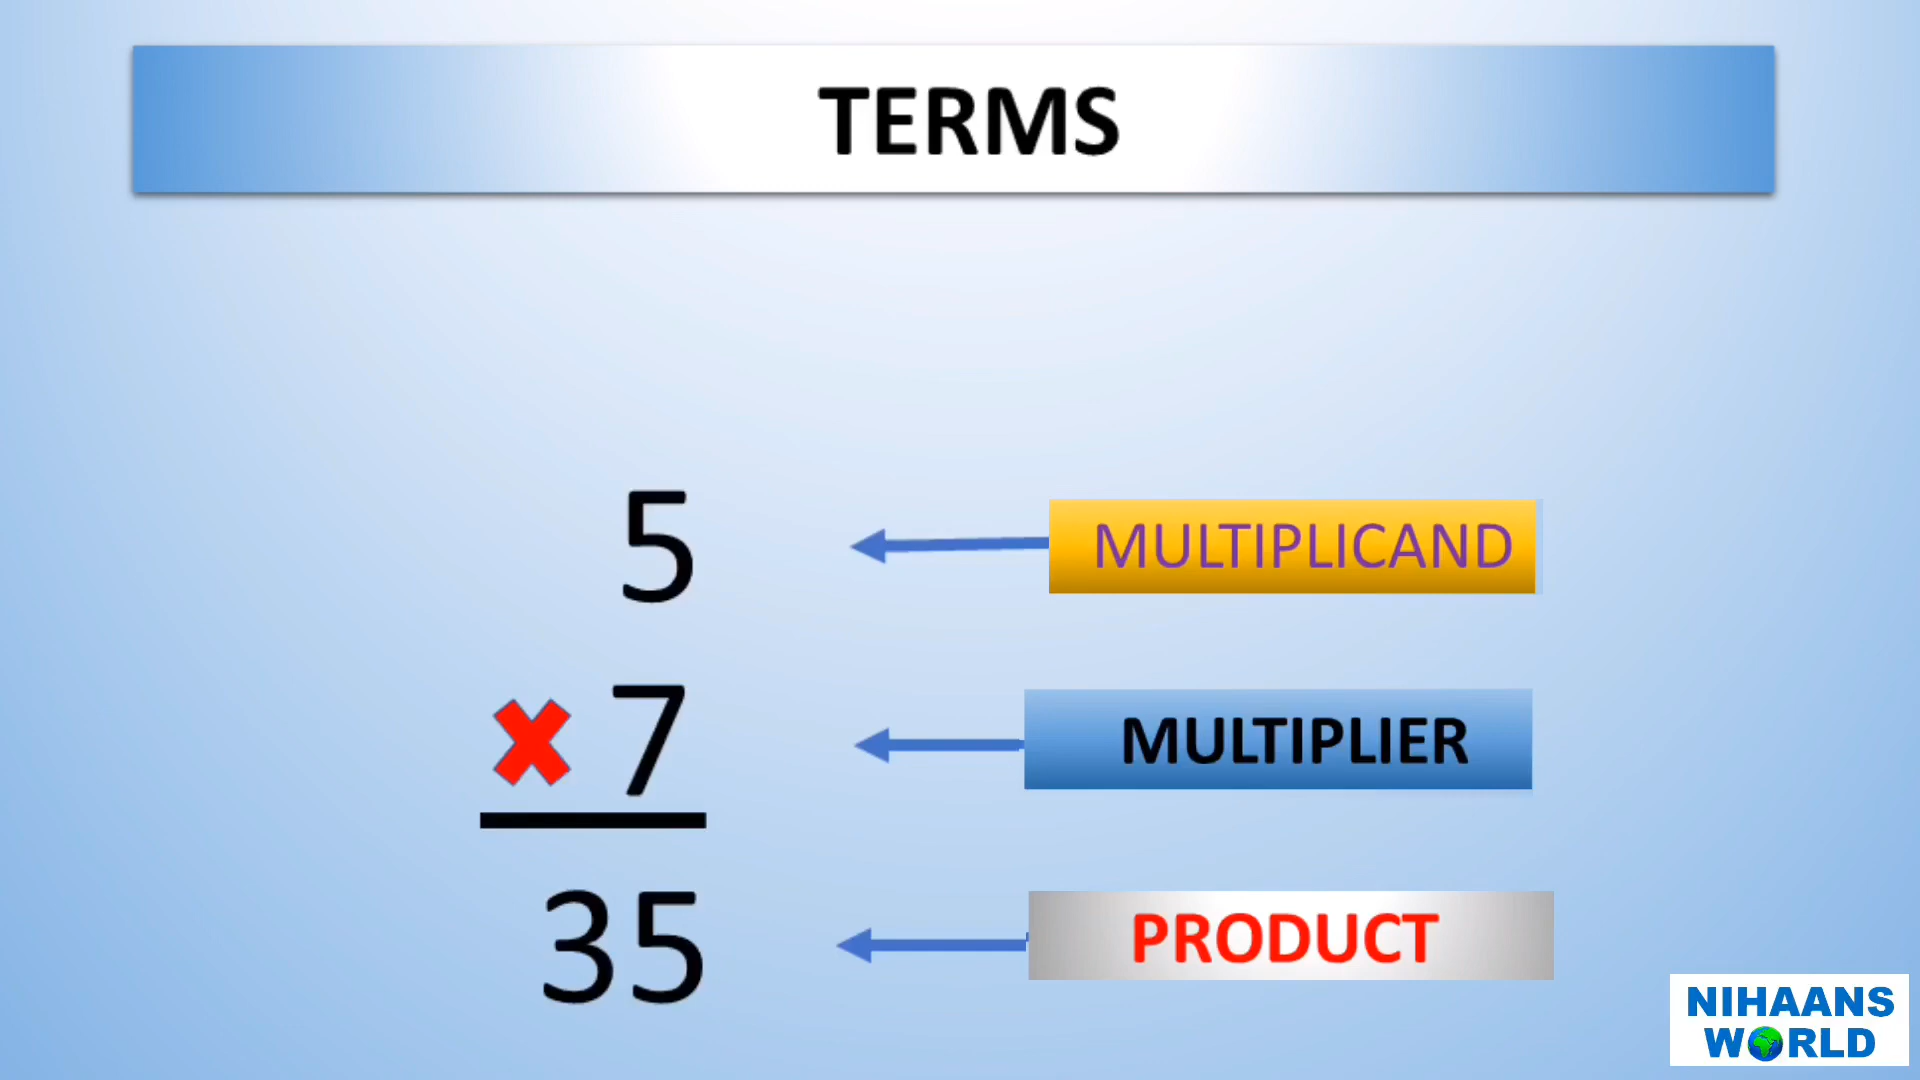 TERMS
5 MULTIPLICAND
× 7 MULTIPLIER
35 PRODUCT
NIHAANS
WORLD